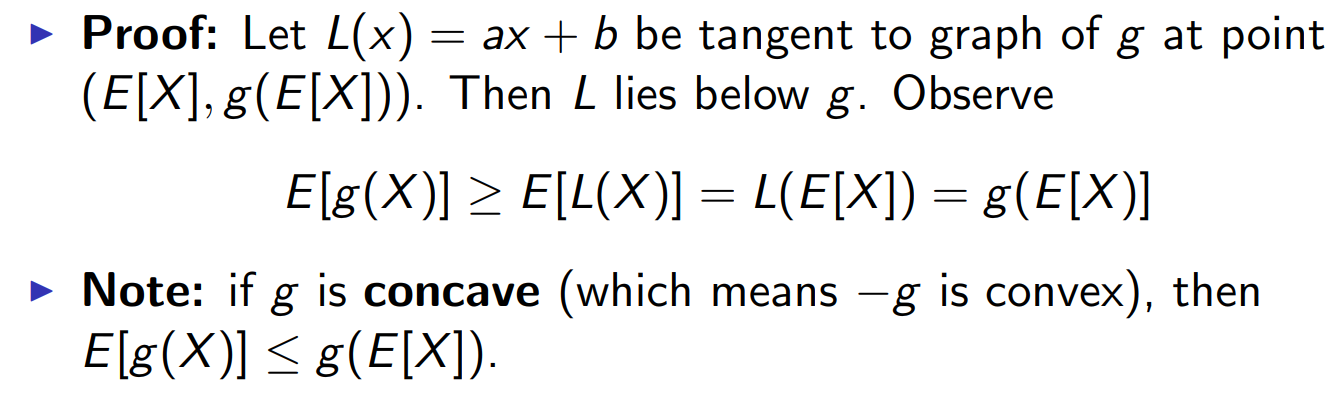 ▶ Proof: Let L(x) = ax + b be tangent to graph of g at point
(E[X], g(E[X])). Then L lies below g. Observe
E[g(X)] ≥ E[L(X)] = L(E[X]) = g(E[X)]
▶ Note: if g is concave (which means −g is convex), then
E[g(X)] ≤ g(E[X]).